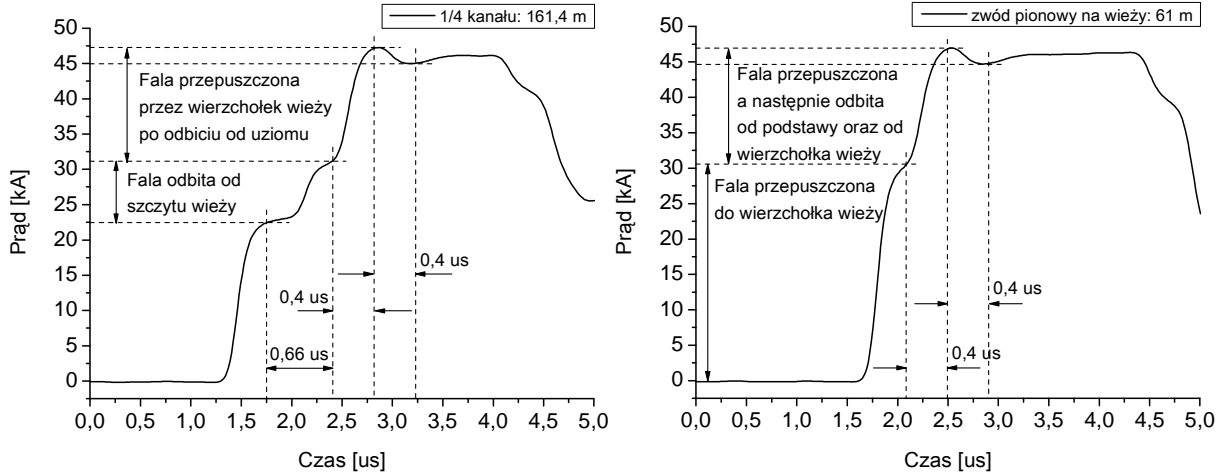 1/4 kanału: 161,4 m
50
45
40
35
30
25
20
15
10
5
0
Prąd [kA]
Fala przepuszczona
przez wierzchołek wieży
po odbiciu od uziomu
Fala odbita od
szczytu wieży
0,4 us
0,4 us
0,66 us
0,0 0,5 1,0 1,5 2,0 2,5 3,0 3,5 4,0 4,5 5,0
Czas [us]
zwód pionowy na wieży: 61 m
50
45
40
35
30
25
20
15
10
5
0
Prąd [kA]
Fala przepuszczona
a następnie odbita
od podstawy oraz od
wierzchołka wieży
Fala przepuszczona
do wierzchołka wieży
0,4 us
0,4 us
0,0 0,5 1,0 1,5 2,0 2,5 3,0 3,5 4,0 4,5 5,0
Czas [us]